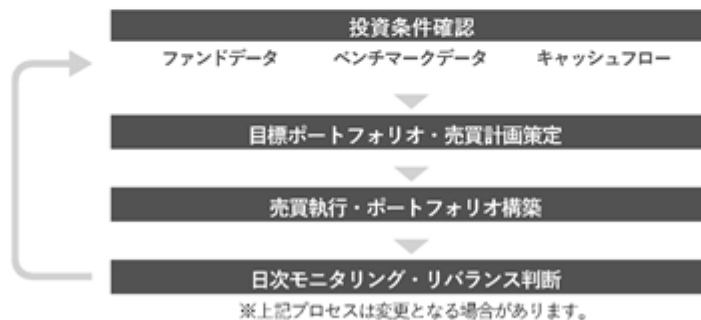 投資条件確認
ファンドデータ ベンチマークデータ キャッシュフロー
目標ポートフォリオ・売買計画策定
売買執行・ポートフォリオ構築
日次モニタリング・リバランス判断
※上記プロセスは変更となる場合があります。